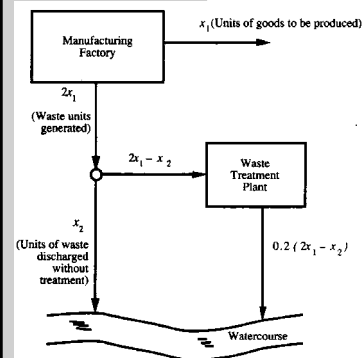 x₁(Units of goods to be produced)
Manufacturing
Factory
2x₁
(Waste units
generated)
2x₁ – x₂
Waste
Treatment
Plant
x₂
(Units of waste
discharged
without
treatment)
0.2 ( 2x₁ – x₂)
Watercourse